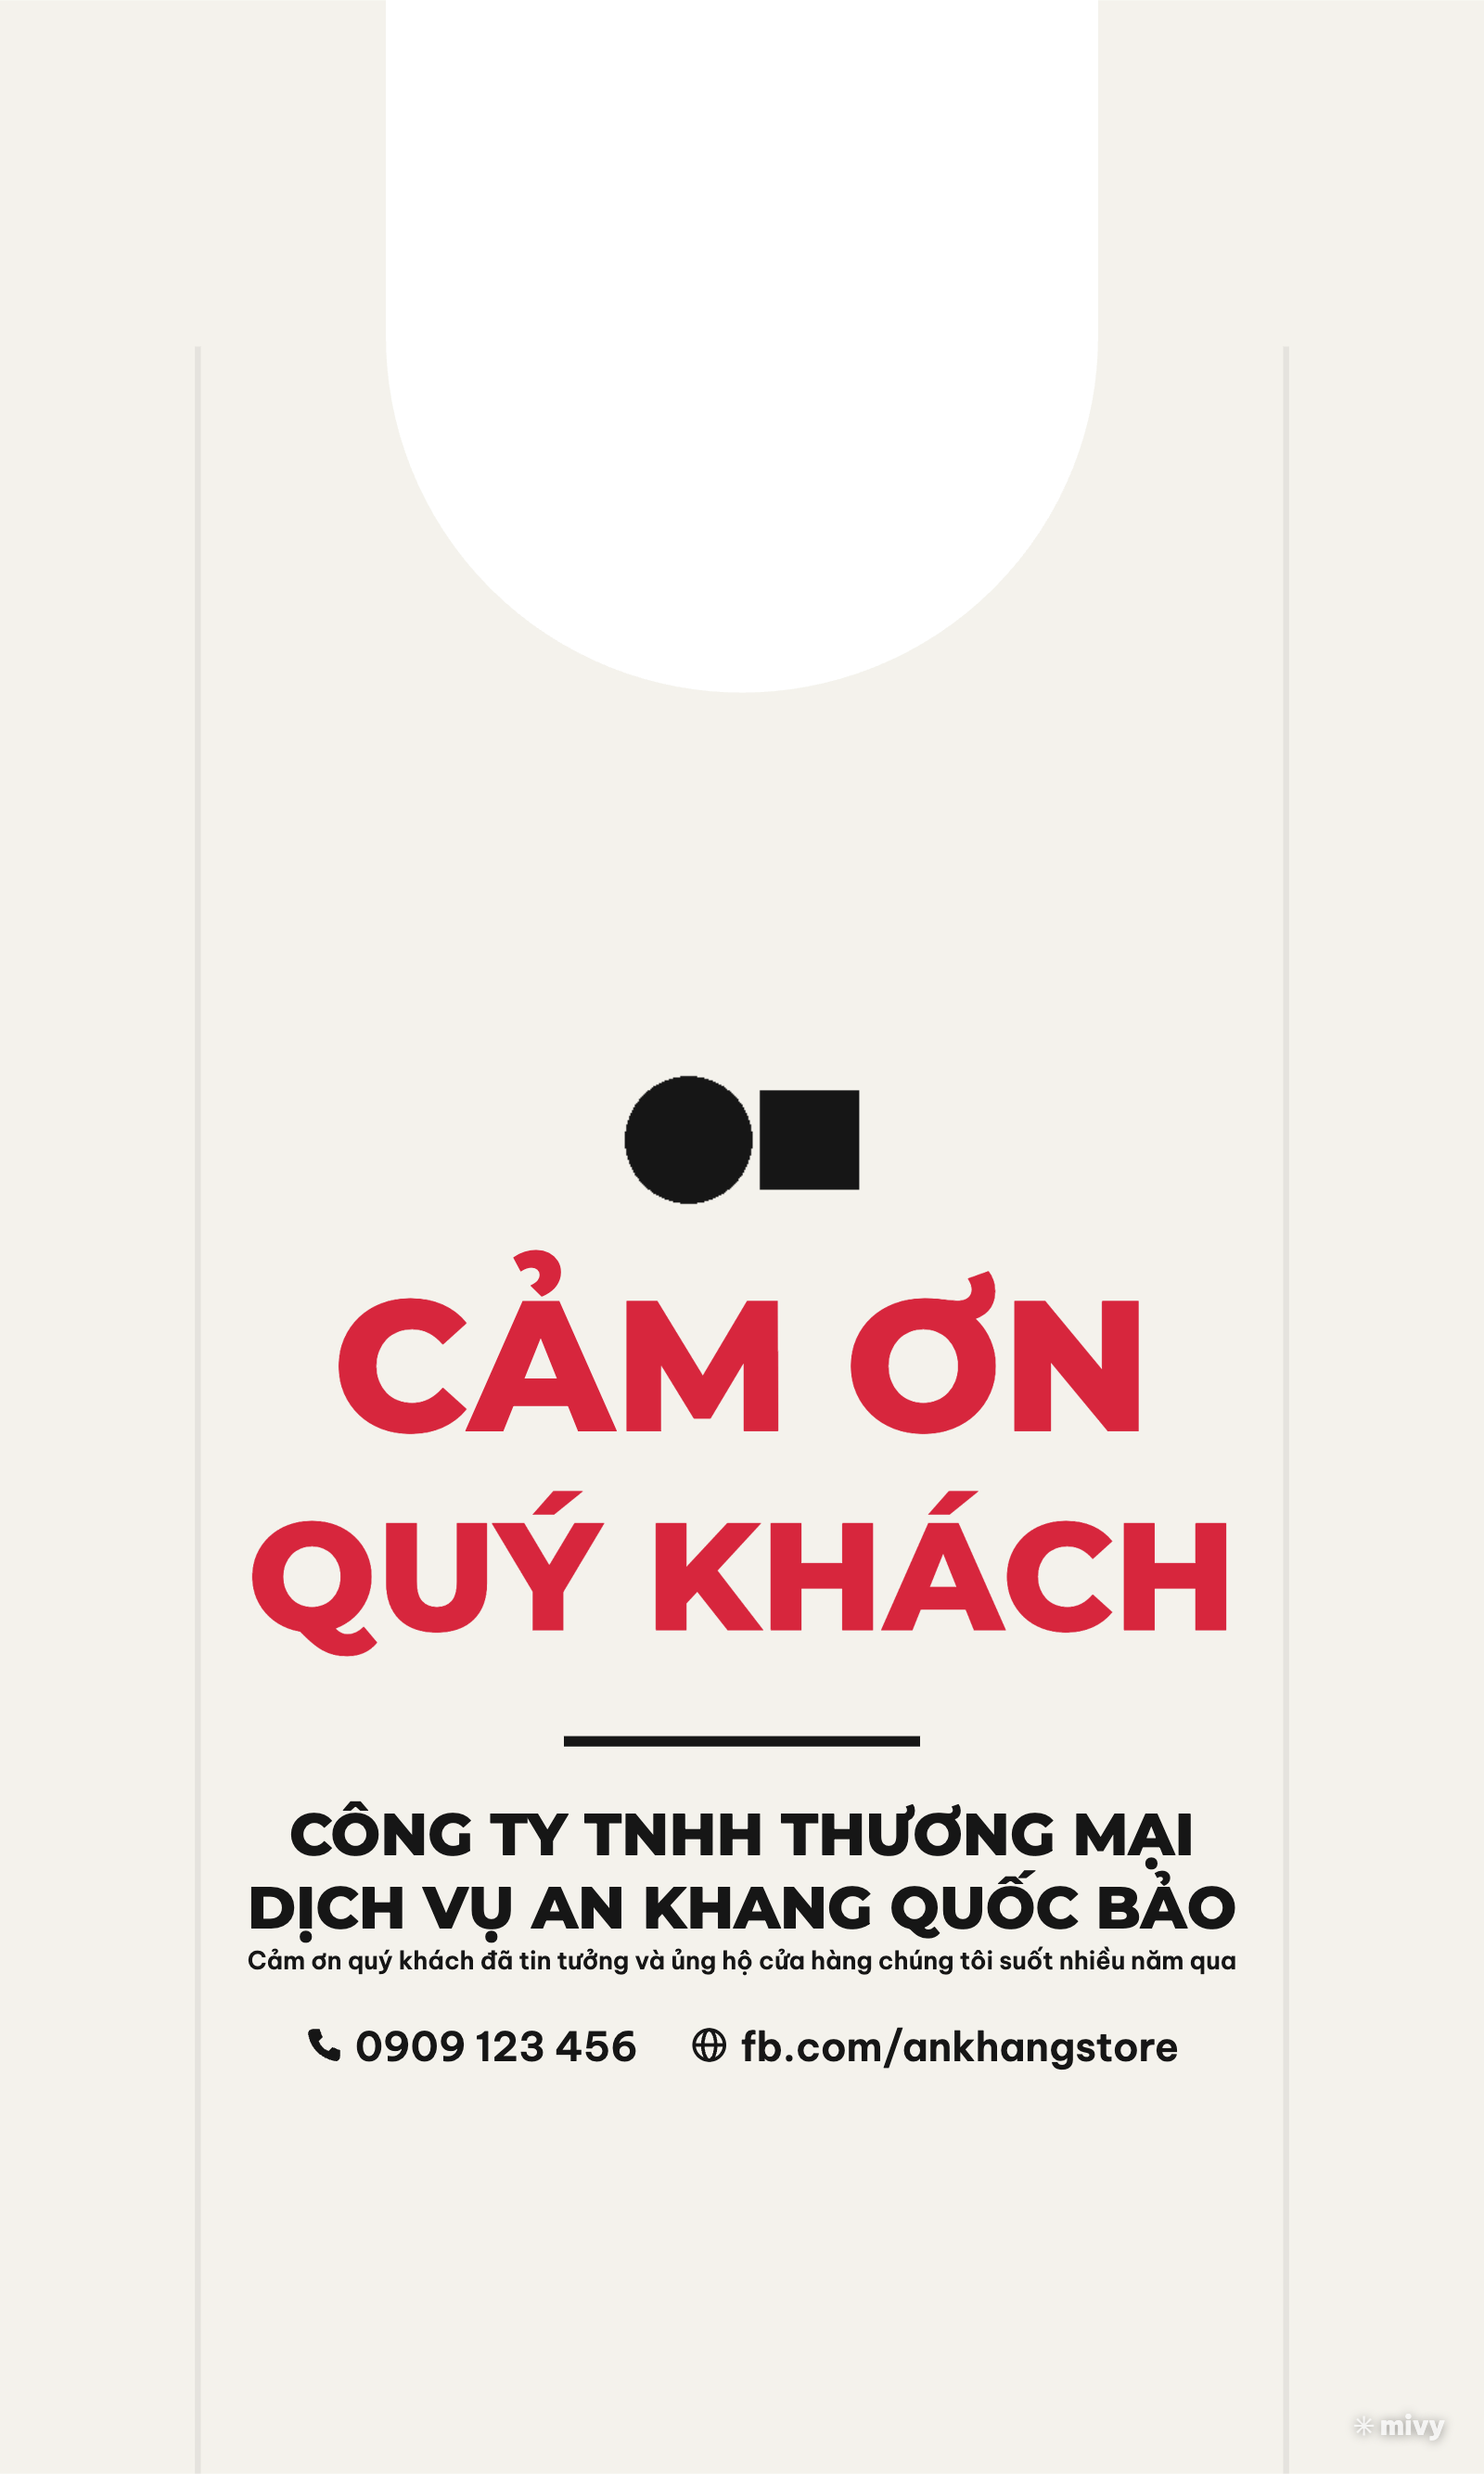 CẢM ƠN
QUÝ KHÁCH
CÔNG TY TNHH THƯƠNG MẠI
DỊCH VỤ AN KHANG QUỐC BẢO
Cảm ơn quý khách đã tin tưởng và ủng hộ cửa hàng chúng tôi suốt nhiều năm qua
0909 123 456 fb.com/ankhangstore
mivy